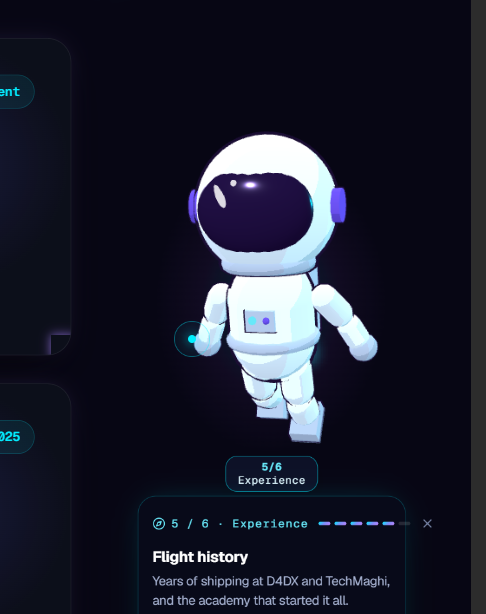 ent
5/6
Experience
025
5 / 6 · Experience
Flight history
Years of shipping at D4DX and TechMaghi,
and the academy that started it all.